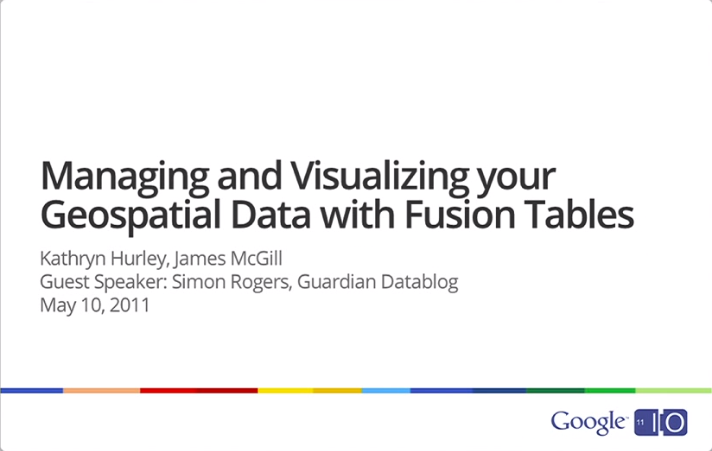 Managing and Visualizing your
Geospatial Data with Fusion Tables
Kathryn Hurley, James McGill
Guest Speaker: Simon Rogers, Guardian Datablog
May 10, 2011
Google 11 IO